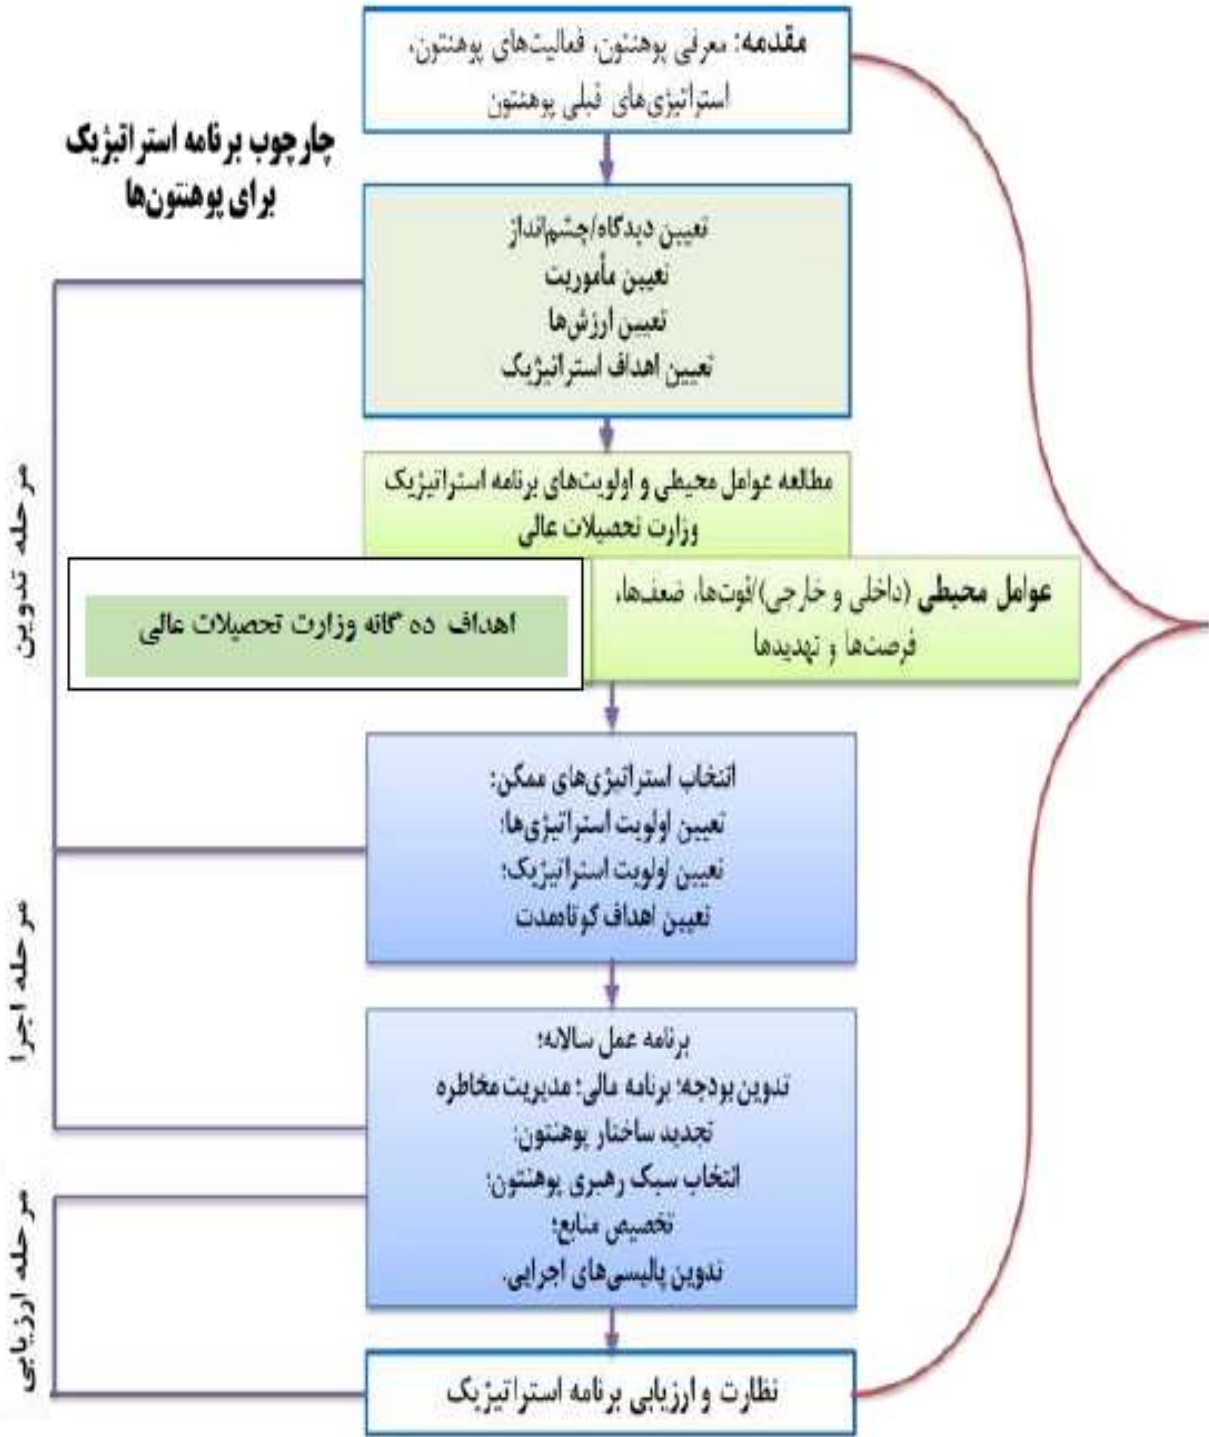 مقدمه: معرفی پوهنتون، فعالیت‌های پوهنتون،
استراتیژی‌های قبلی پوهنتون
چارچوب برنامه استراتیژیک
برای پوهنتون‌ها
تعیین دیدگاه/چشم‌انداز
تعیین مأموریت
تعیین ارزش‌ها
تعیین اهداف استراتیژیک
مطالعه عوامل محیطی و اولویت‌های برنامه استراتیژیک
وزارت تحصیلات عالی
عوامل محیطی (داخلی و خارجی)/قوت‌ها، ضعف‌ها،
فرصت‌ها و تهدیدها
اهداف ده گانه وزارت تحصیلات عالی
مرحله تدوین
انتخاب استراتیژی‌های ممکن؛
تعیین اولویت استراتیژی‌ها؛
تعیین اولویت استراتیژیک؛
تعیین اهداف کوتاه‌مدت
مرحله اجرا
برنامه عمل سالانه؛
تدوین بودجه؛ برنامه مالی؛ مدیریت مخاطره
تجدید ساختار پوهنتون؛
انتخاب سبک رهبری پوهنتون؛
تخصیص منابع؛
تدوین پالیسی‌های اجرایی.
مرحله ارزیابی
نظارت و ارزیابی برنامه استراتیژیک